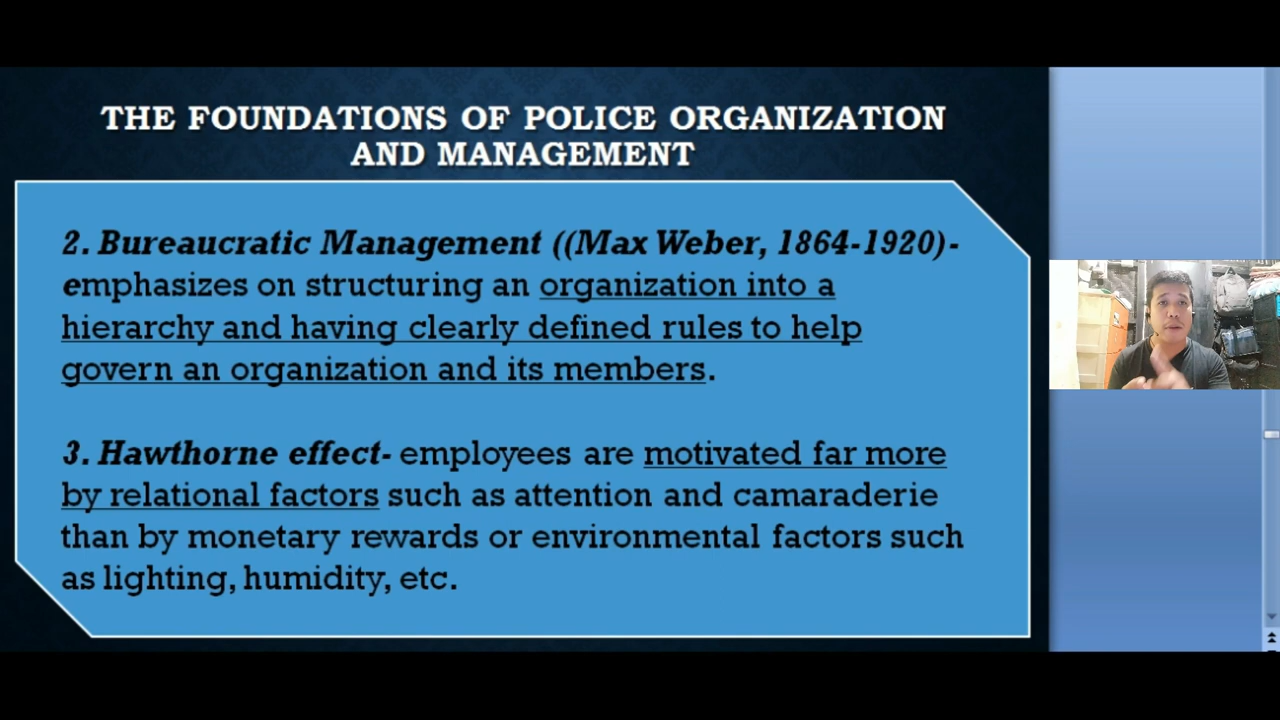 THE FOUNDATIONS OF POLICE ORGANIZATION
AND MANAGEMENT
2. Bureaucratic Management ((Max Weber, 1864-1920)-
emphasizes on structuring an organization into a
hierarchy and having clearly defined rules to help
govern an organization and its members.
3. Hawthorne effect- employees are motivated far more
by relational factors such as attention and camaraderie
than by monetary rewards or environmental factors such
as lighting, humidity, etc.